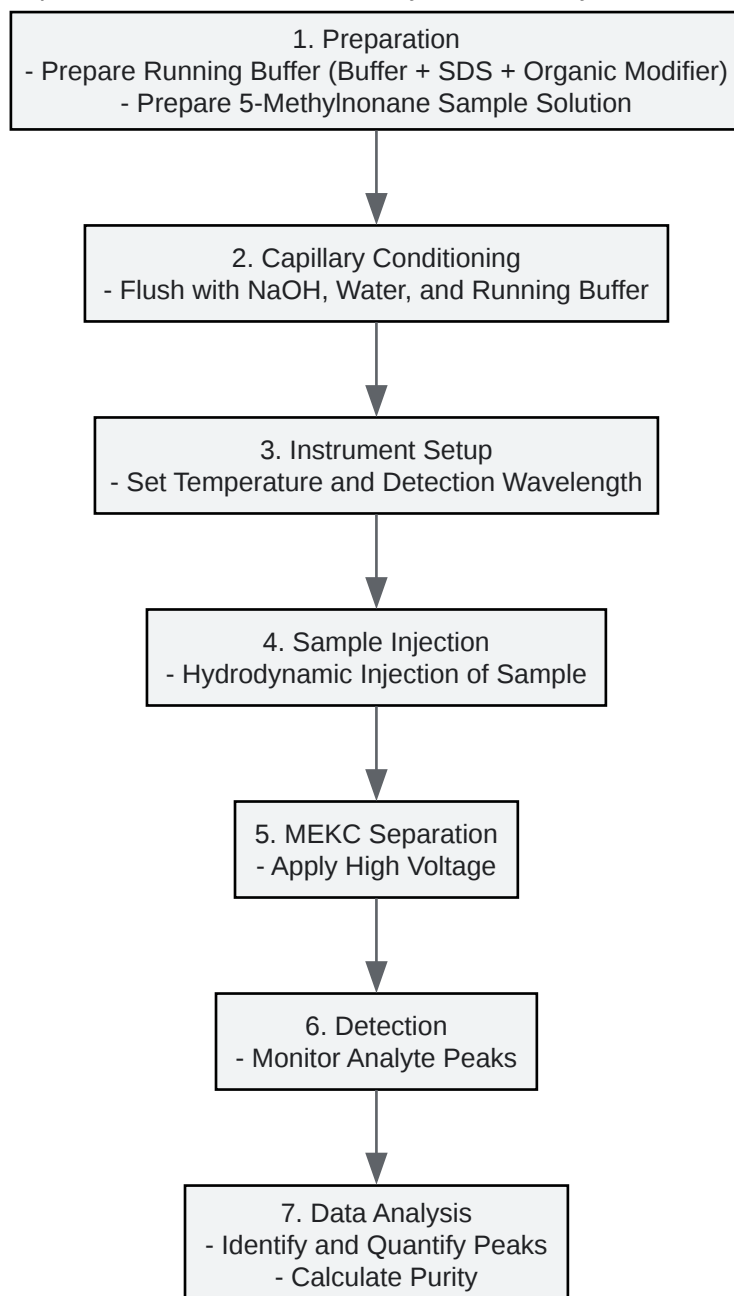 1. Preparation
- Prepare Running Buffer (Buffer + SDS + Organic Modifier)
- Prepare 5-Methylnonane Sample Solution
2. Capillary Conditioning
- Flush with NaOH, Water, and Running Buffer
3. Instrument Setup
- Set Temperature and Detection Wavelength
4. Sample Injection
- Hydrodynamic Injection of Sample
5. MEKC Separation
- Apply High Voltage
6. Detection
- Monitor Analyte Peaks
7. Data Analysis
- Identify and Quantify Peaks
- Calculate Purity